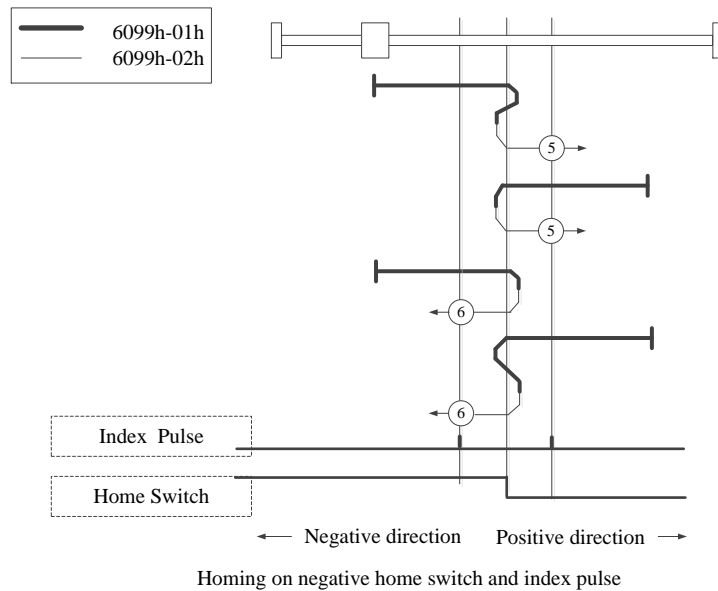 6099h-01h
6099h-02h
5
5
6
6
Index Pulse
Home Switch
Negative direction Positive direction
Homing on negative home switch and index pulse